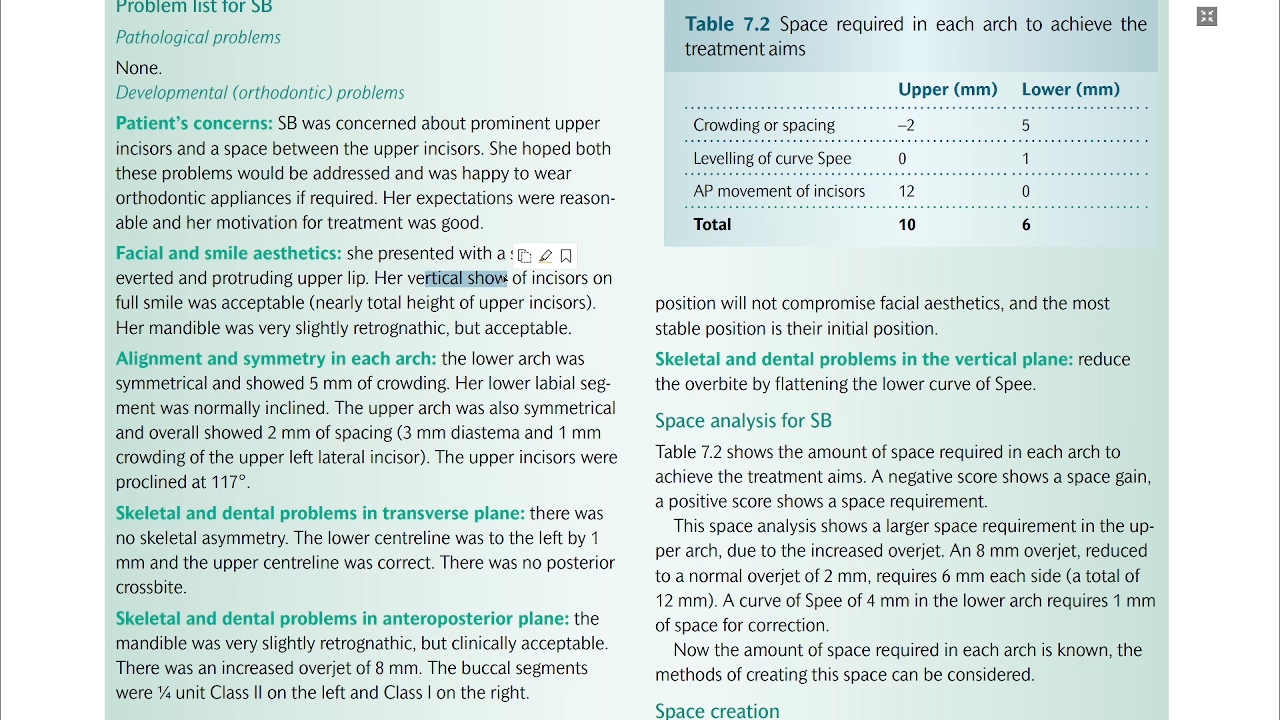 Problem list for SB
Pathological problems
None.
Developmental (orthodontic) problems
Patient's concerns: SB was concerned about prominent upper
incisors and a space between the upper incisors. She hoped both
these problems would be addressed and was happy to wear
orthodontic appliances if required. Her expectations were reason-
able and her motivation for treatment was good.
Facial and smile aesthetics: she presented with a
everted and protruding upper lip. Her vertical show of incisors on
full smile was acceptable (nearly total height of upper incisors).
Her mandible was very slightly retrognathic, but acceptable.
Alignment and symmetry in each arch: the lower arch was
symmetrical and showed 5 mm of crowding. Her lower labial seg-
ment was normally inclined. The upper arch was also symmetrical
and overall showed 2 mm of spacing (3 mm diastema and 1 mm
crowding of the upper left lateral incisor). The upper incisors were
proclined at 117°.
Skeletal and dental problems in transverse plane: there was
no skeletal asymmetry. The lower centreline was to the left by 1
mm and the upper centreline was correct. There was no posterior
crossbite.
Skeletal and dental problems in anteroposterior plane: the
mandible was very slightly retrognathic, but clinically acceptable.
There was an increased overjet of 8 mm. The buccal segments
were ¼ unit Class II on the left and Class I on the right.
Table 7.2 Space required in each arch to achieve the
treatment aims
Upper (mm) Lower (mm)
Crowding or spacing –2 5
Levelling of curve Spee 0 1
AP movement of incisors 12 0
Total 10 6
position will not compromise facial aesthetics, and the most
stable position is their initial position.
Skeletal and dental problems in the vertical plane: reduce
the overbite by flattening the lower curve of Spee.
Space analysis for SB
Table 7.2 shows the amount of space required in each arch to
achieve the treatment aims. A negative score shows a space gain,
a positive score shows a space requirement.
This space analysis shows a larger space requirement in the up-
per arch, due to the increased overjet. An 8 mm overjet, reduced
to a normal overjet of 2 mm, requires 6 mm each side (a total of
12 mm). A curve of Spee of 4 mm in the lower arch requires 1 mm
of space for correction.
Now the amount of space required in each arch is known, the
methods of creating this space can be considered.
Space creation